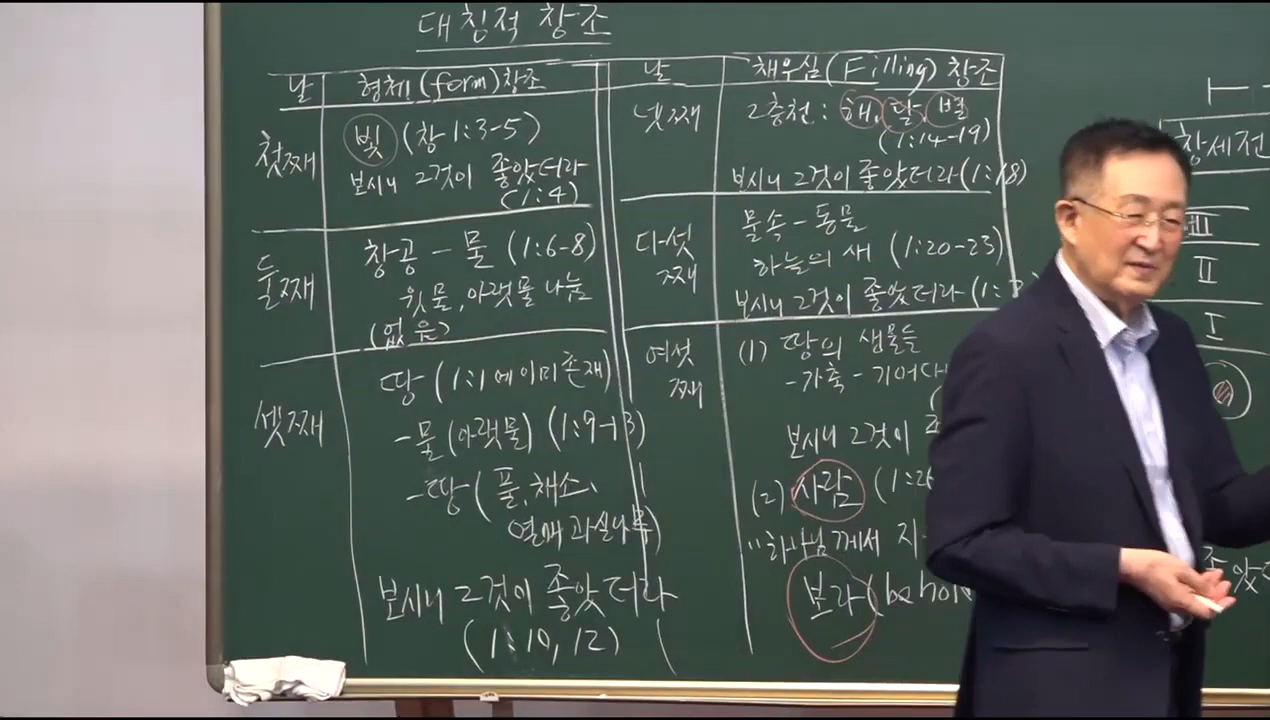 대칭적 창조
날 형체(form)창조
첫째
빛 (창 1:3-5)
보시니 그것이 좋았더라
(1:4)
둘째
창공 - 물 (1:6-8)
윗물, 아랫물 나눔
(없음)
셋째
땅 (1:1에 이미 존재)
-물(아랫물) (1:9-13)
-땅 (풀, 채소,
열매 과실나무)
보시니 그것이 좋았더라
(1:10, 12)
날 채우심(Filling) 창조
넷째
2층천: 해, 달, 별
(1:14-19)
보시니 그것이 좋았더라(1:18)
다섯
째
물속 - 동물
하늘의 새 (1:20-23)
보시니 그것이 좋았더라 (1:
여섯
째
(1) 땅의 생물들
-가축 - 기어다
보시니 그것이
(2) 사람 (1:26
"하나님께서 지
보라 (behol
창세전
III
II
I